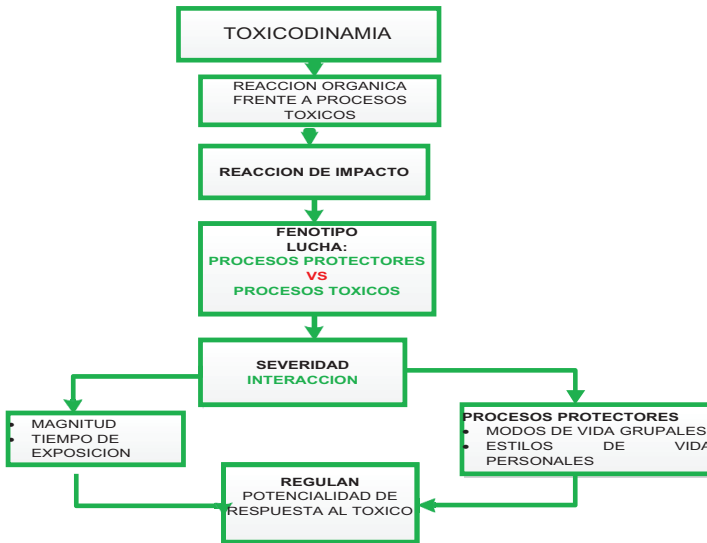 TOXICODINAMIA
REACCION ORGANICA
FRENTE A PROCESOS
TOXICOS
REACCION DE IMPACTO
FENOTIPO
LUCHA:
PROCESOS PROTECTORES
VS
PROCESOS TOXICOS
SEVERIDAD
INTERACCION
• MAGNITUD
• TIEMPO DE
EXPOSICION
PROCESOS PROTECTORES
• MODOS DE VIDA GRUPALES
• ESTILOS DE VIDA
PERSONALES
REGULAN
POTENCIALIDAD DE
RESPUESTA AL TOXICO